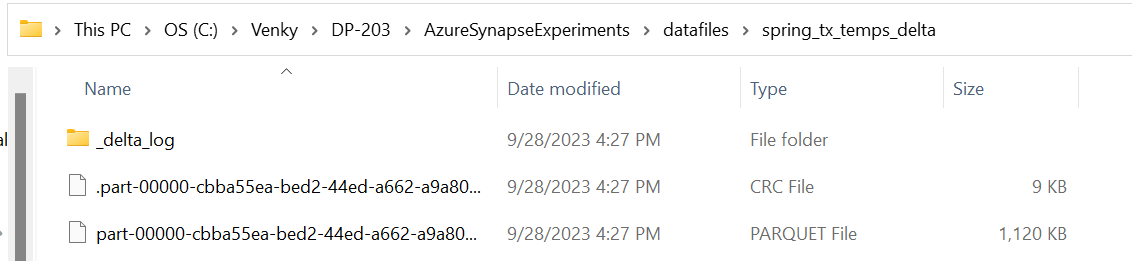 This PC > OS (C:) > Venky > DP-203 > AzureSynapseExperiments > datafiles > spring_tx_temps_delta
Name Date modified Type Size
_delta_log 9/28/2023 4:27 PM File folder
.part-00000-cbba55ea-bed2-44ed-a662-a9a80... 9/28/2023 4:27 PM CRC File 9 KB
part-00000-cbba55ea-bed2-44ed-a662-a9a80... 9/28/2023 4:27 PM PARQUET File 1,120 KB